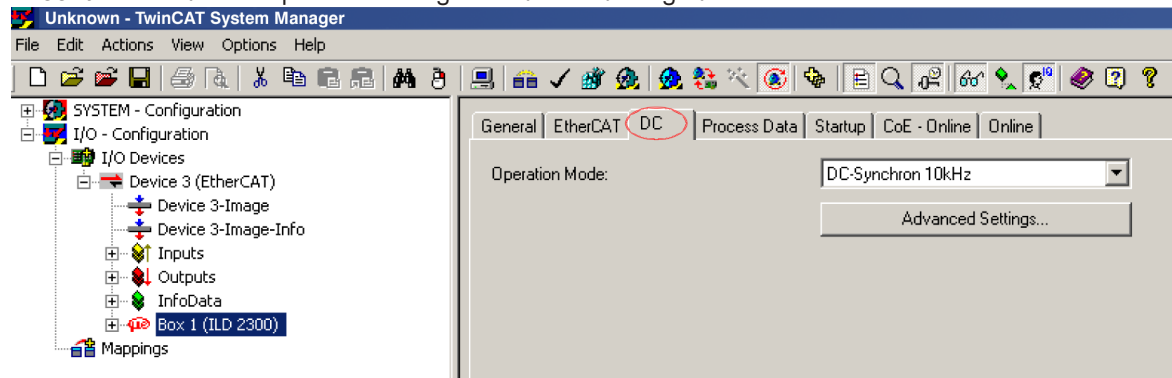 Unknown - TwinCAT System Manager
File Edit Actions View Options Help
SYSTEM - Configuration
I/O - Configuration
I/O Devices
Device 3 (EtherCAT)
Device 3-Image
Device 3-Image-Info
Inputs
Outputs
InfoData
Box 1 (ILD 2300)
Mappings
General EtherCAT DC Process Data Startup CoE - Online Online
Operation Mode: DC-Synchron 10kHz
Advanced Settings...